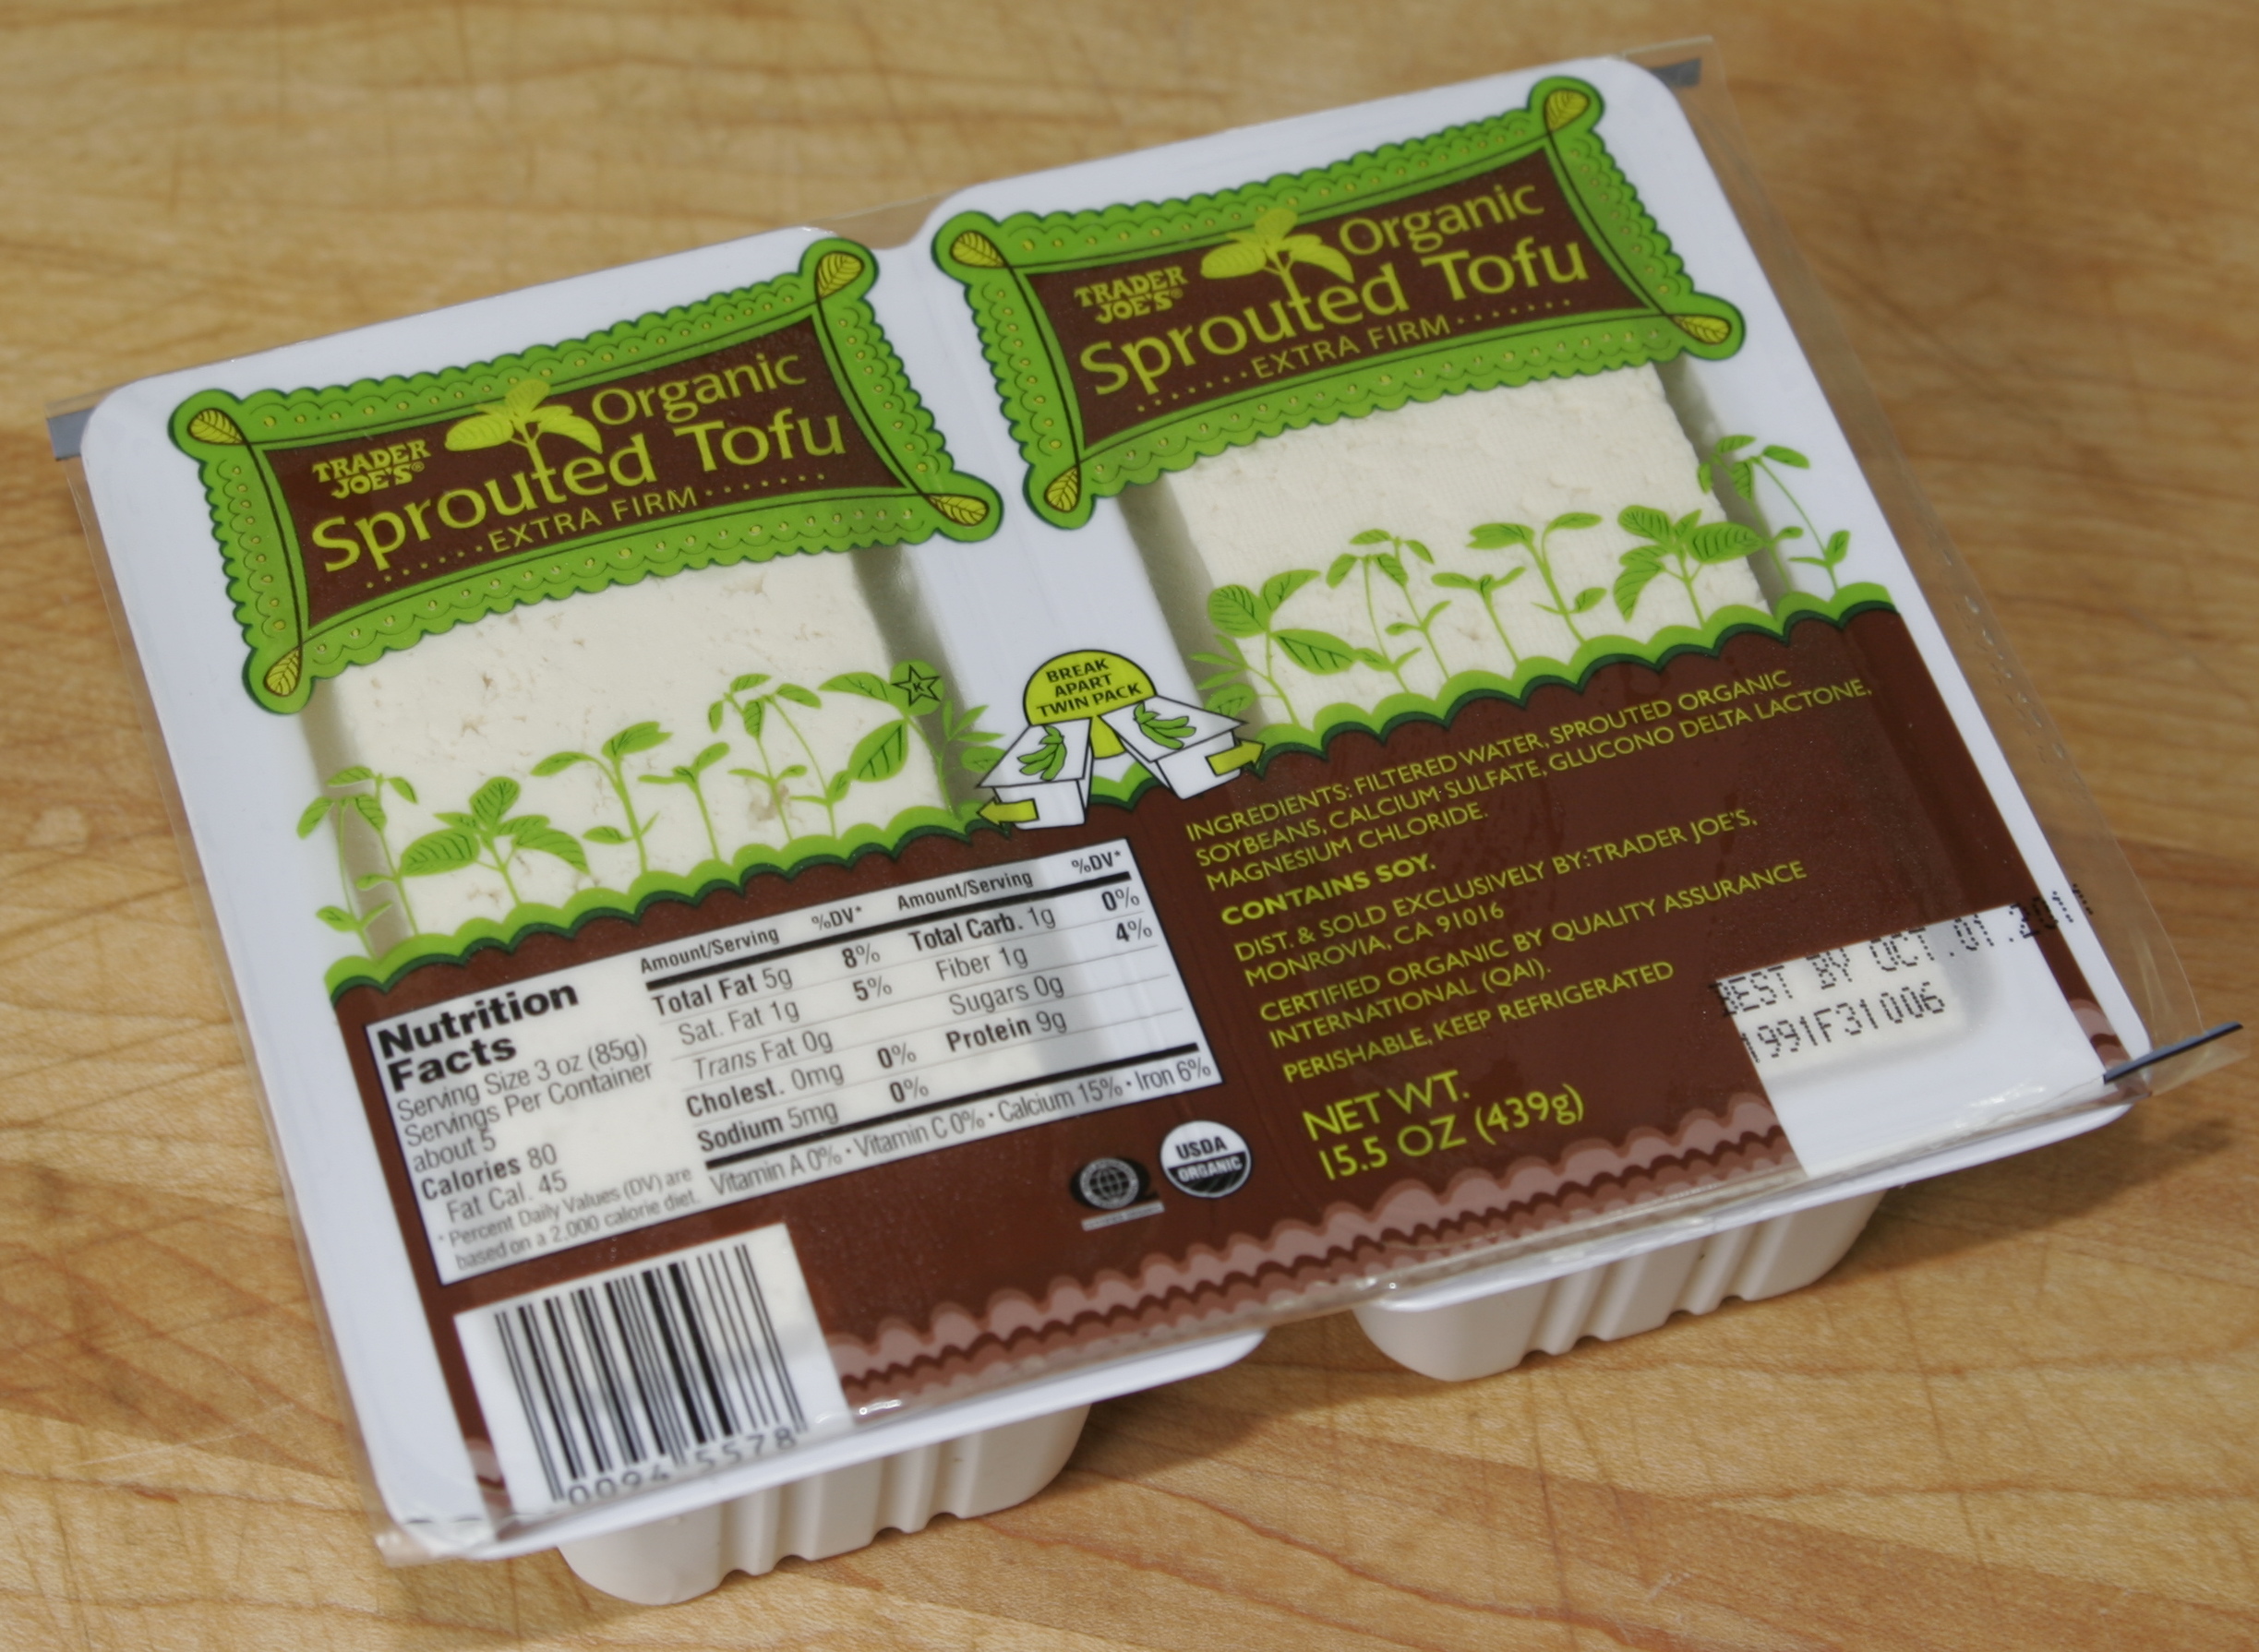 TRADER
JOE'S®
Organic
Sprouted Tofu
EXTRA FIRM
TRADER
JOE'S®
Organic
Sprouted Tofu
EXTRA FIRM
K
BREAK
APART
TWIN PACK
Nutrition
Facts
Serving Size 3 oz (85g)
Servings Per Container
about 5
Calories 80
Fat Cal. 45
* Percent Daily Values (DV) are
based on a 2,000 calorie diet.
Amount/Serving %DV*
Total Fat 5g 8%
Sat. Fat 1g 5%
Trans Fat 0g
Cholest. 0mg 0%
Sodium 5mg 0%
Amount/Serving %DV*
Total Carb. 1g 0%
Fiber 1g 4%
Sugars 0g
Protein 9g
Vitamin A 0% • Vitamin C 0% • Calcium 15% • Iron 6%
USDA
ORGANIC
0094 5578
INGREDIENTS: FILTERED WATER, SPROUTED ORGANIC
SOYBEANS, CALCIUM SULFATE, GLUCONO DELTA LACTONE,
MAGNESIUM CHLORIDE.
CONTAINS SOY.
DIST. & SOLD EXCLUSIVELY BY: TRADER JOE'S,
MONROVIA, CA 91016
CERTIFIED ORGANIC BY QUALITY ASSURANCE
INTERNATIONAL (QAI).
PERISHABLE, KEEP REFRIGERATED
NET WT.
15.5 OZ (439g)
BEST BY OCT.01.
1991F31006